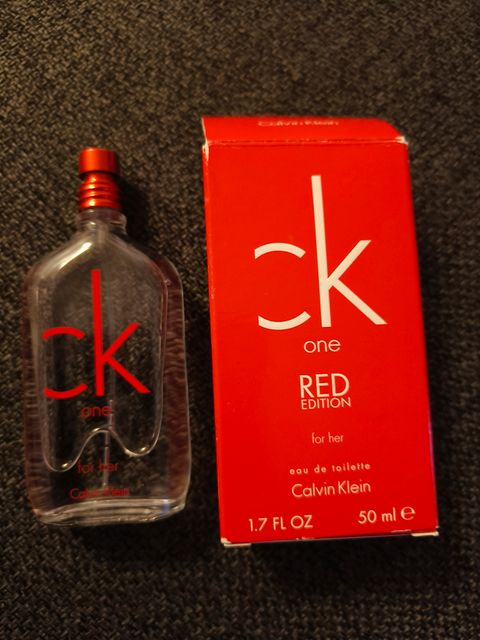 ck
one
for her
Calvin Klein
Calvin Klein
ck
one
RED
EDITION
for her
eau de toilette
Calvin Klein
1.7 FL OZ 50 ml ℮